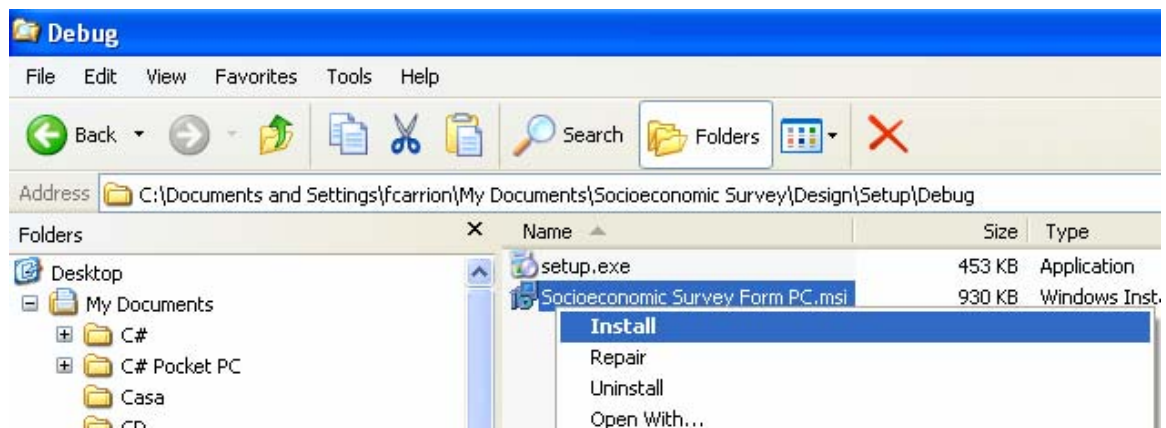 Debug
File Edit View Favorites Tools Help
Back Search Folders
Address C:\Documents and Settings\fcarrion\My Documents\Socioeconomic Survey\Design\Setup\Debug
Folders X Name Size Type
Desktop setup.exe 453 KB Application
My Documents Socioeconomic Survey Form PC.msi 930 KB Windows Inst
C# Install
C# Pocket PC Repair
Casa Uninstall
CD Open With...